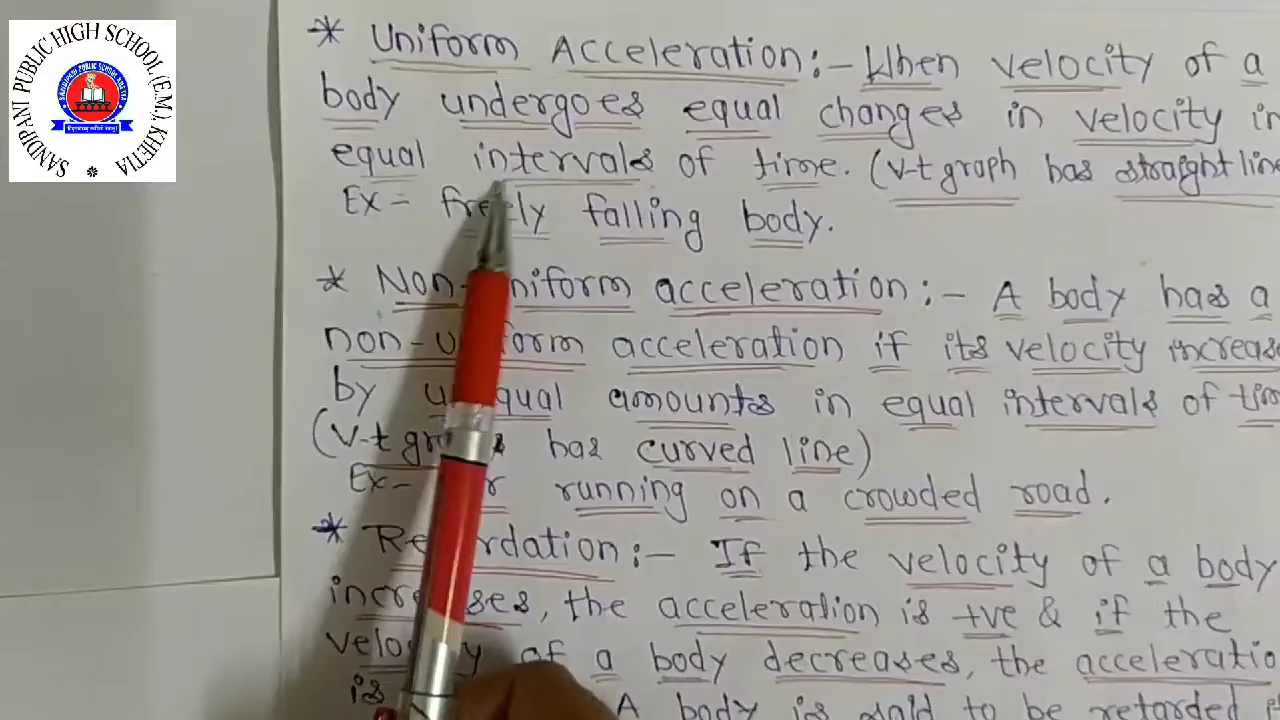 SANDIPANI PUBLIC HIGH SCHOOL (E.M.) KHETIA
* Uniform Acceleration :- When velocity of a
body undergoes equal changes in velocity in
equal intervals of time. (v-t graph has straight line
Ex = freely falling body.
* Non-uniform acceleration :- A body has a
non-uniform acceleration if its velocity increase
by unequal amounts in equal intervals of tim
(v-t graph has curved line)
Ex- running on a crowded road.
* Retardation :- If the velocity of a body
increases, the acceleration is +ve & if the
velocity of a body decreases, the acceleratio
is A body is said to be retarded